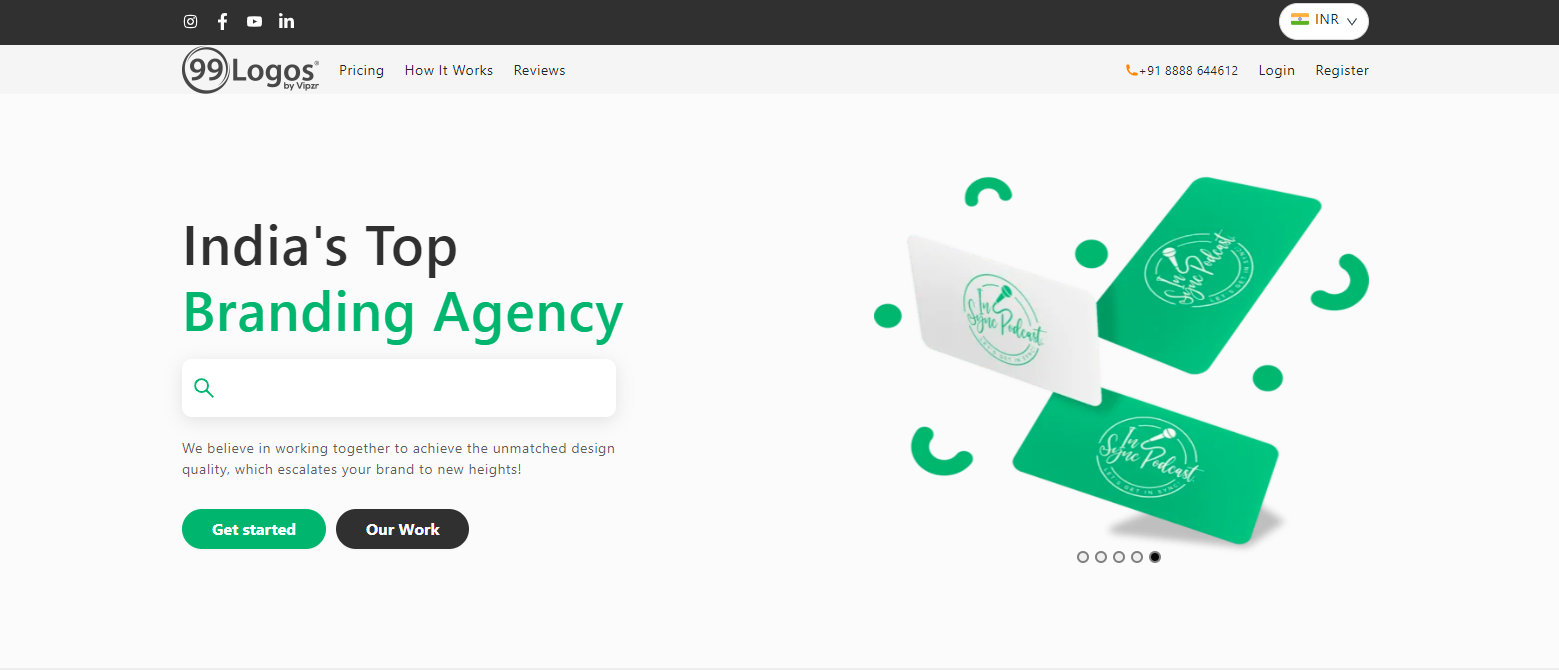 INR
99Logos®
by Vipzr
Pricing
How It Works
Reviews
+91 8888 644612
Login
Register
India's Top
Branding Agency
We believe in working together to achieve the unmatched design
quality, which escalates your brand to new heights!
Get started
Our Work
In
Sync Podcast
LET'S GET IN SYNC
In
Sync Podcast
LET'S GET IN SYNC
In
Sync Podcast
LET'S GET IN SYNC